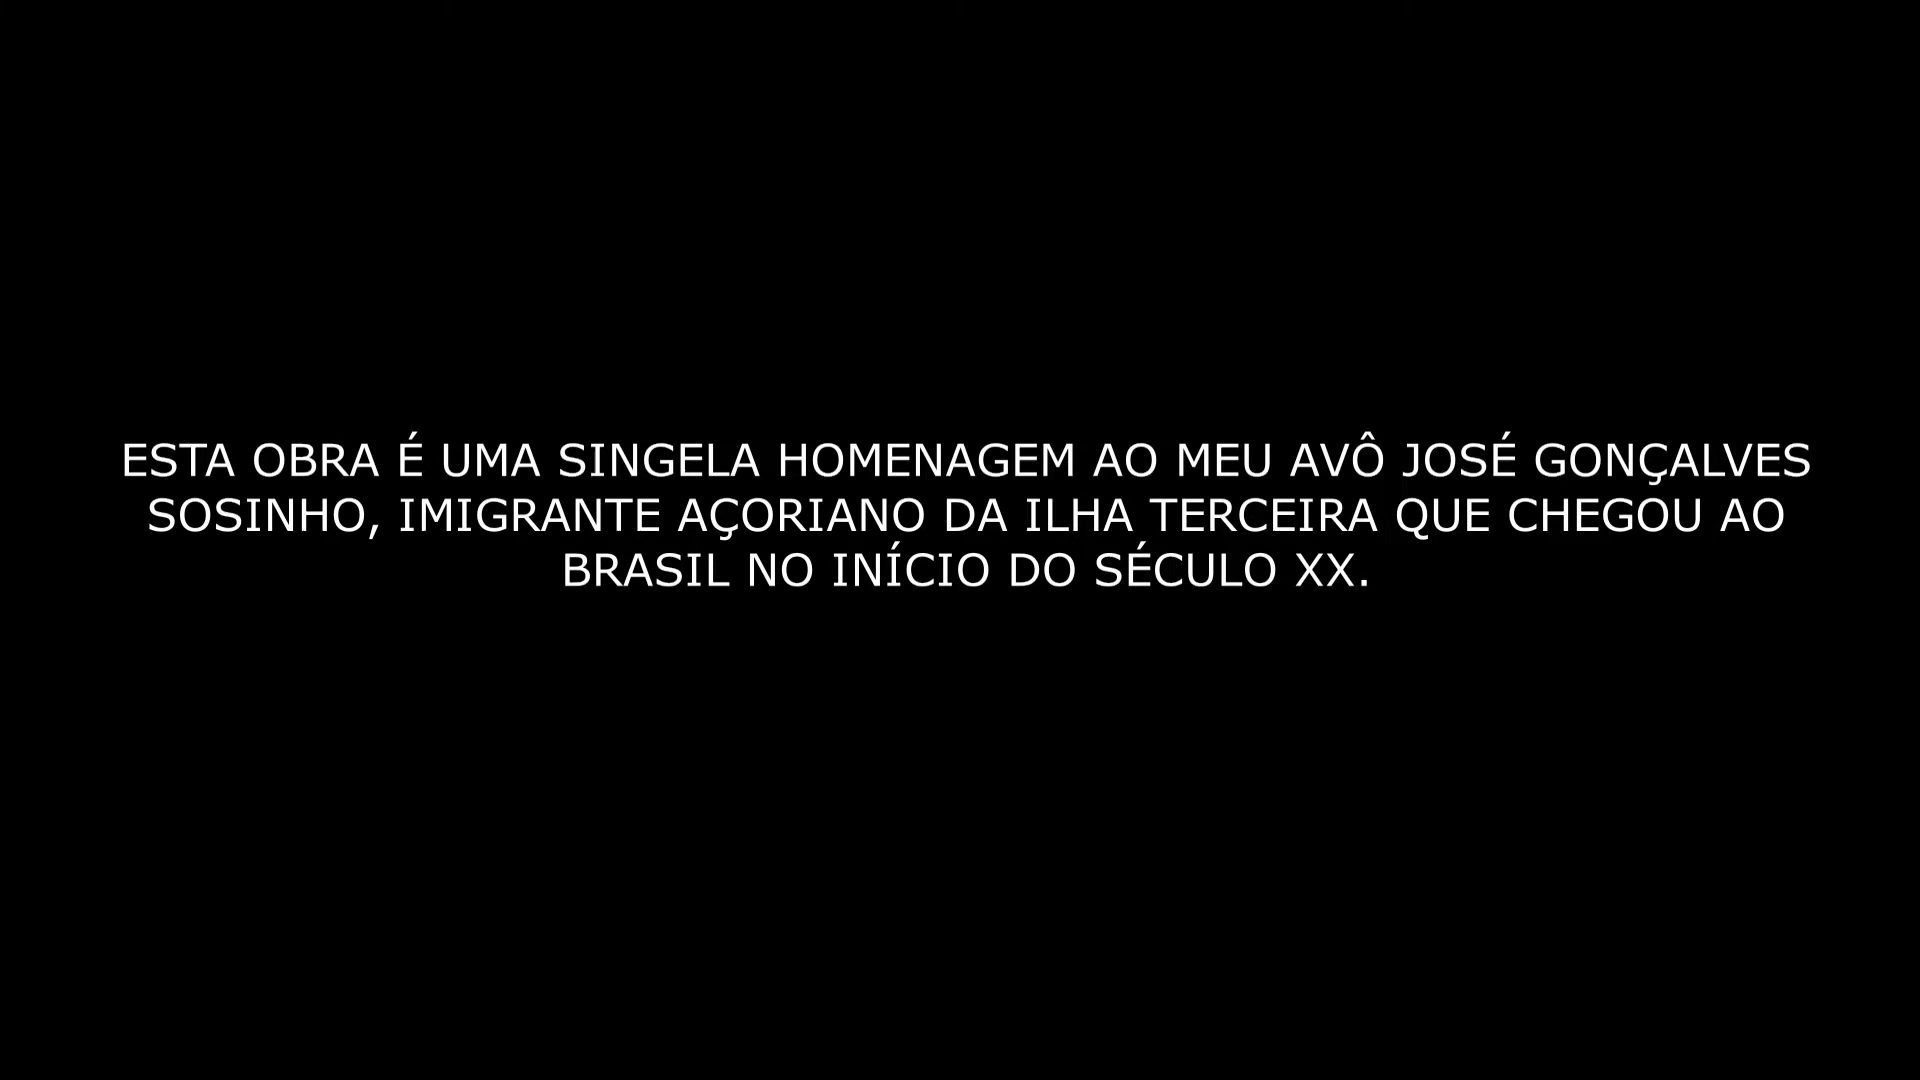 ESTA OBRA É UMA SINGELA HOMENAGEM AO MEU AVÔ JOSÉ GONÇALVES
SOSINHO, IMIGRANTE AÇORIANO DA ILHA TERCEIRA QUE CHEGOU AO
BRASIL NO INÍCIO DO SÉCULO XX.